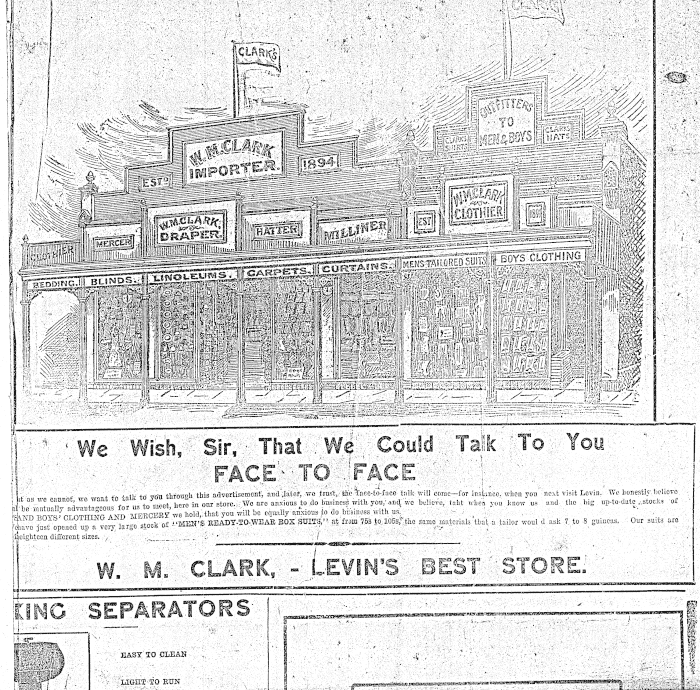 CLARK'S
CLARK'S
OUTFITTERS
TO
MEN & BOYS
CLARK'S
CLARK'S
HATS
W.M. CLARK
IMPORTER.
ESTD
1894
W.M. CLARK
CLOTHIER
EST
CLOTHIER
MERCER
W.M. CLARK,
DRAPER.
HATTER
MILLINER
BEDDING.
BLINDS.
LINOLEUMS.
CARPETS.
CURTAINS.
MENS TAILORED SUITS
BOYS CLOTHING
We Wish, Sir, That We Could Talk To You
FACE TO FACE
as we cannot, we want to talk to you through this advertisement, and later, we trust, the face-to-face talk will come—for instance, when you next visit Levin. We honestly believe
be mutually advantageous for us to meet, here in our store. We are anxious to do business with you, and we believe, taht when you know us and the big up-to-date stocks of
AND BOYS' CLOTHING AND MERCERY we hold, that you will be equally anxious to do business with us.
have just opened up a very large stock of "MEN'S READY-TO-WEAR BOX SUITS," at from 75s to 105s, the same materials that a tailor woul d ask 7 to 8 guineas. Our suits are
eighteen different sizes.
W. M. CLARK, - LEVIN'S BEST STORE.
KING SEPARATORS
EASY TO CLEAN
LIGHT TO RUN